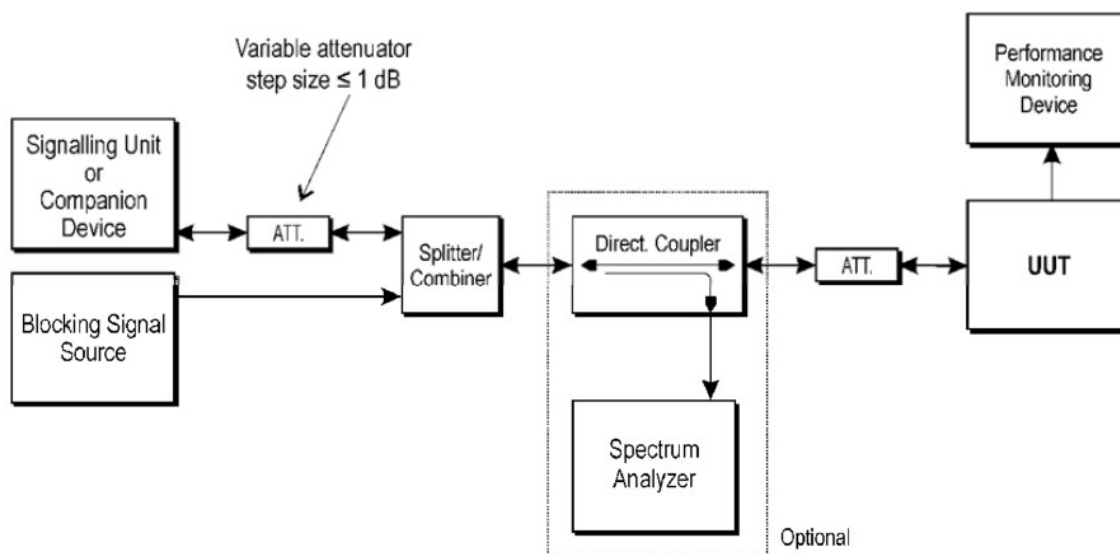 Variable attenuator
step size ≤ 1 dB
Signalling Unit
or
Companion
Device
ATT.
Splitter/
Combiner
Blocking Signal
Source
Direct. Coupler
Spectrum
Analyzer
Optional
ATT.
Performance
Monitoring
Device
UUT